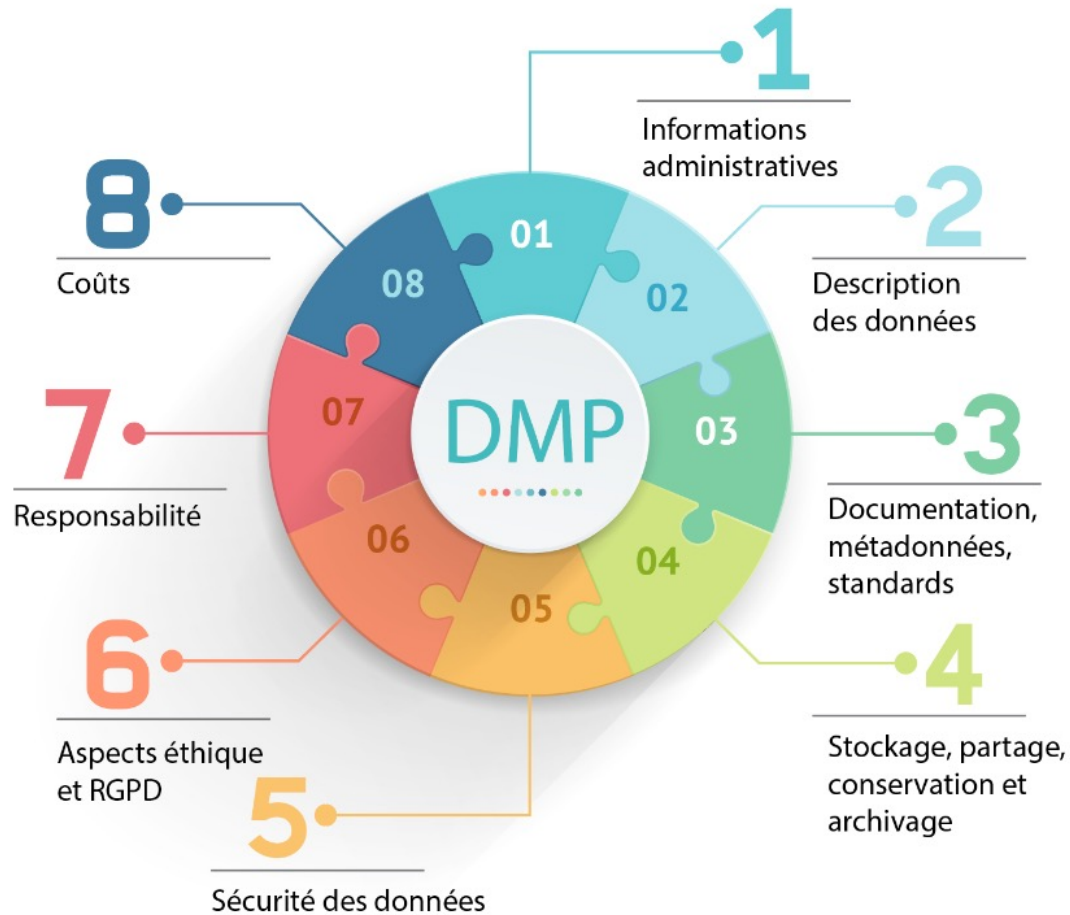 1
Informations
administratives
2
Description
des données
3
Documentation,
métadonnées,
standards
4
Stockage, partage,
conservation et
archivage
5
Sécurité des données
6
Aspects éthique
et RGPD
7
Responsabilité
8
Coûts
01
02
03
04
05
06
07
08
DMP